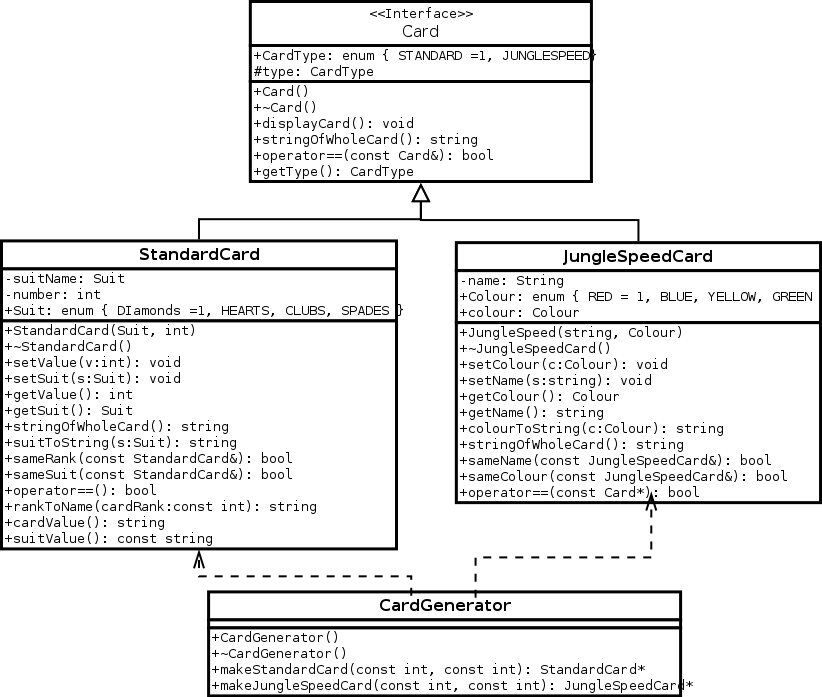 <<Interface>>
Card
+CardType: enum { STANDARD =1, JUNGLESPEED}
#type: CardType
+Card()
+~Card()
+displayCard(): void
+stringOfWholeCard(): string
+operator==(const Card&): bool
+getType(): CardType
StandardCard
-suitName: Suit
-number: int
+Suit: enum { DIamonds =1, HEARTS, CLUBS, SPADES }
+StandardCard(Suit, int)
+~StandardCard()
+setValue(v:int): void
+setSuit(s:Suit): void
+getValue(): int
+getSuit(): Suit
+stringOfWholeCard(): string
+suitToString(s:Suit): string
+sameRank(const StandardCard&): bool
+sameSuit(const StandardCard&): bool
+operator==(): bool
+rankToName(cardRank:const int): string
+cardValue(): string
+suitValue(): const string
JungleSpeedCard
-name: String
+Colour: enum { RED = 1, BLUE, YELLOW, GREEN
+colour: Colour
+JungleSpeed(string, Colour)
+~JungleSpeedCard()
+setColour(c:Colour): void
+setName(s:string): void
+getColour(): Colour
+getName(): string
+colourToString(c:Colour): string
+stringOfWholeCard(): string
+sameName(const JungleSpeedCard&): bool
+sameColour(const JungleSpeedCard&): bool
+operator==(const Card*): bool
CardGenerator
+CardGenerator()
+~CardGenerator()
+makeStandardCard(const int, const int): StandardCard*
+makeJungleSpeedCard(const int, const int): JungleSpeedCard*